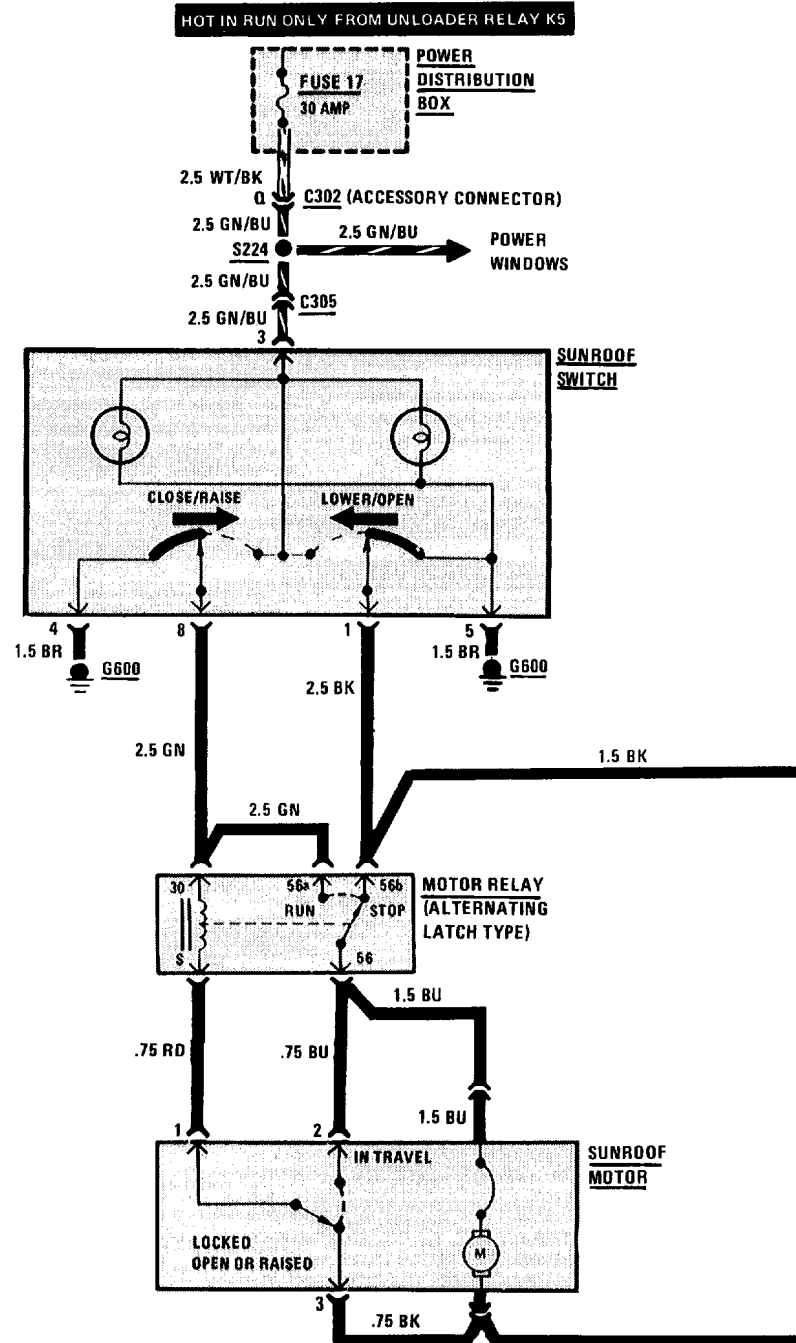 HOT IN RUN ONLY FROM UNLOADER RELAY K5
POWER
DISTRIBUTION
BOX
FUSE 17
30 AMP
2.5 WT/BK
C302 (ACCESSORY CONNECTOR)
2.5 GN/BU
2.5 GN/BU
S224
POWER
WINDOWS
2.5 GN/BU
C305
2.5 GN/BU
3
SUNROOF
SWITCH
CLOSE/RAISE
LOWER/OPEN
4
8
1
5
1.5 BR
G600
1.5 BR
G600
2.5 BK
2.5 GN
1.5 BK
2.5 GN
30
56a
56b
RUN
STOP
MOTOR RELAY
(ALTERNATING
LATCH TYPE)
S
56
1.5 BU
.75 RD
.75 BU
1.5 BU
1
2
IN TRAVEL
SUNROOF
MOTOR
LOCKED
OPEN OR RAISED
M
3
.75 BK